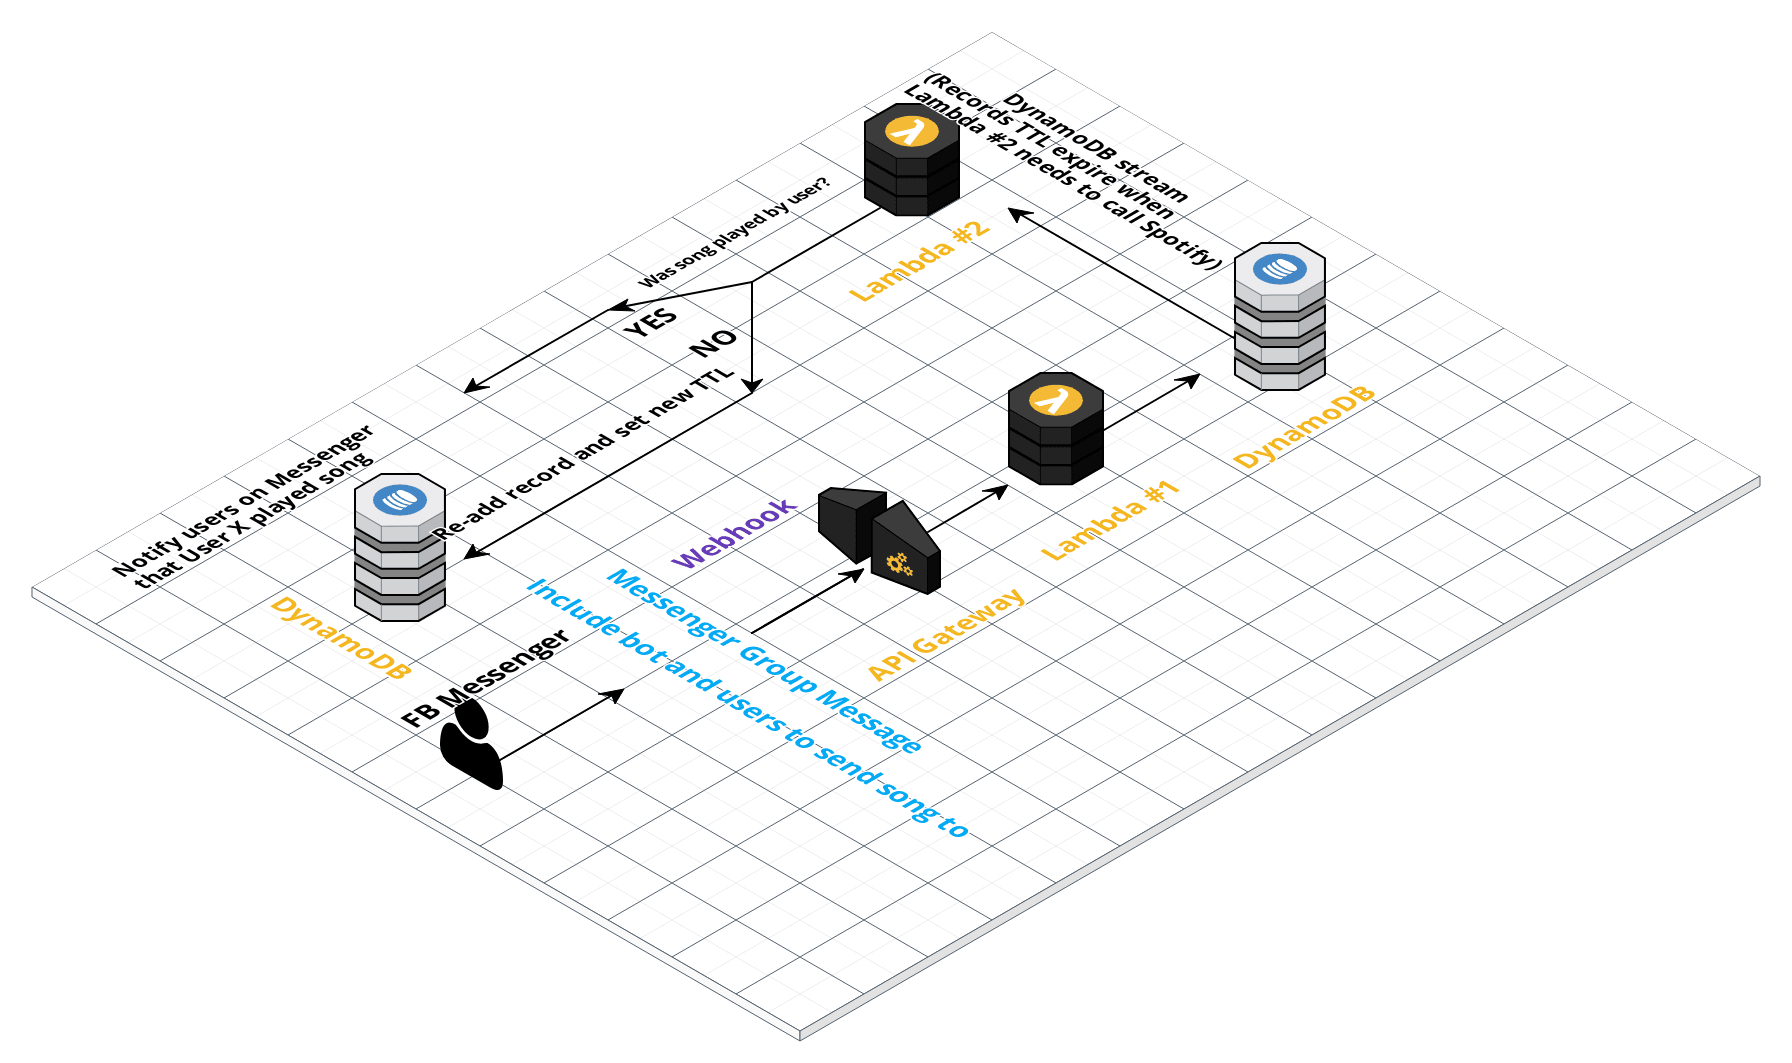 DynamoDB stream
(Records TTL expire when
Lambda #2 needs to call Spotify)
Lambda #2
Was song played by user?
YES
NO
Re-add record and set new TTL
Notify users on Messenger
that User X played song
DynamoDB
DynamoDB
Lambda #1
Webhook
API Gateway
Messenger Group Message
Include bot and users to send song to
FB Messenger